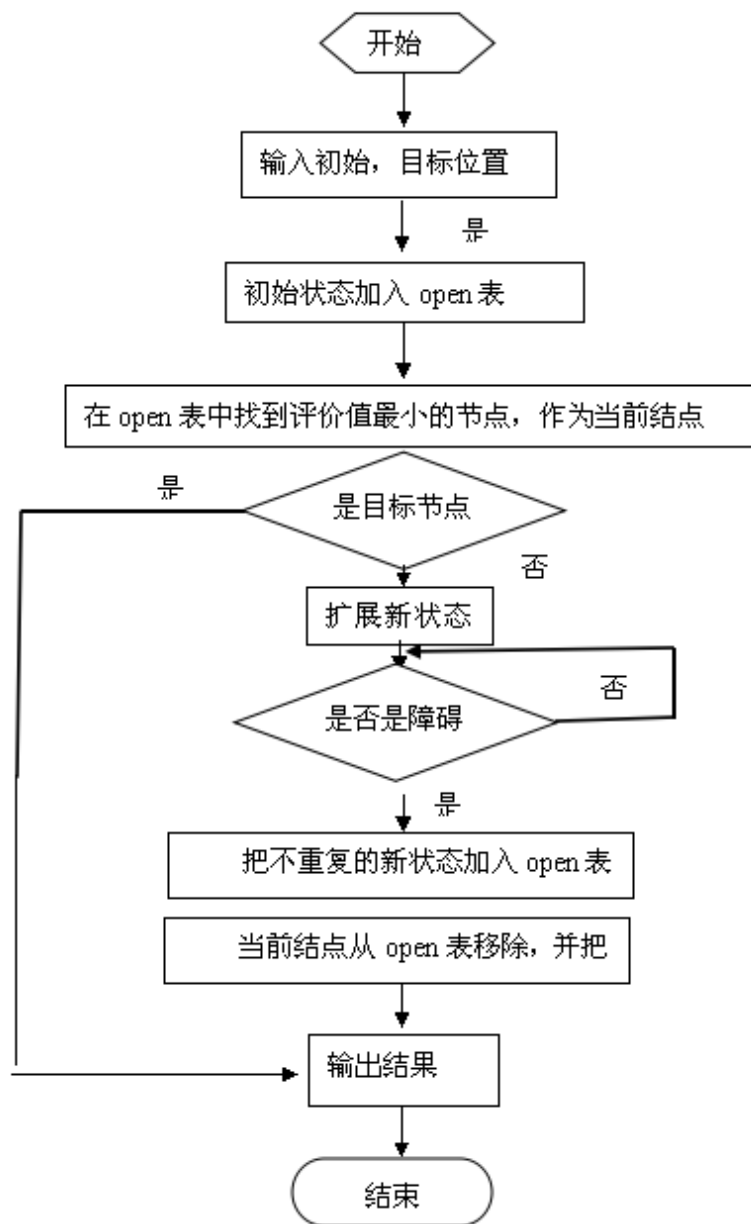 开始
输入初始，目标位置
是
初始状态加入 open 表
在 open 表中找到评价值最小的节点，作为当前结点
是
是目标节点
否
扩展新状态
否
是否是障碍
是
把不重复的新状态加入 open 表
当前结点从 open 表移除，并把
输出结果
结束